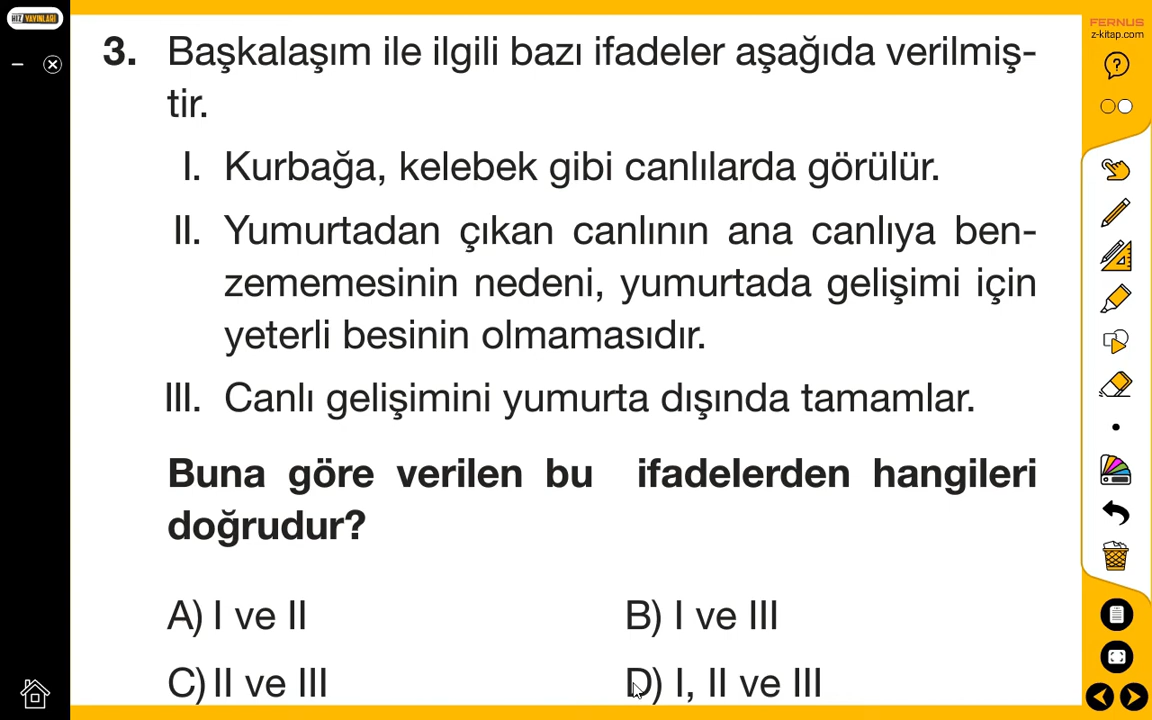 HIZ YAYINLARI
FERNUS
z-kitap.com
3. Başkalaşım ile ilgili bazı ifadeler aşağıda verilmiş-
tir.
I. Kurbağa, kelebek gibi canlılarda görülür.
II. Yumurtadan çıkan canlının ana canlıya ben-
zememesinin nedeni, yumurtada gelişimi için
yeterli besinin olmamasıdır.
III. Canlı gelişimini yumurta dışında tamamlar.
Buna göre verilen bu ifadelerden hangileri
doğrudur?
A) I ve II B) I ve III
C) II ve III D) I, II ve III